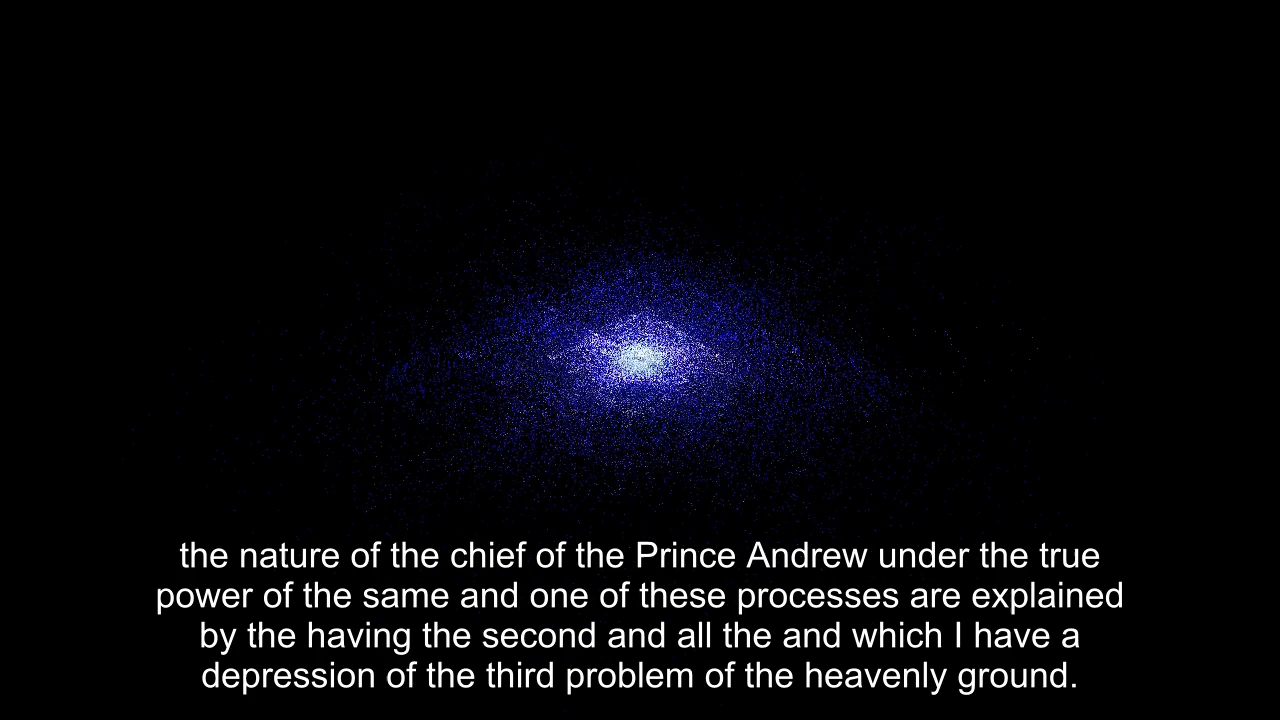 the nature of the chief of the Prince Andrew under the true
power of the same and one of these processes are explained
by the having the second and all the and which I have a
depression of the third problem of the heavenly ground.